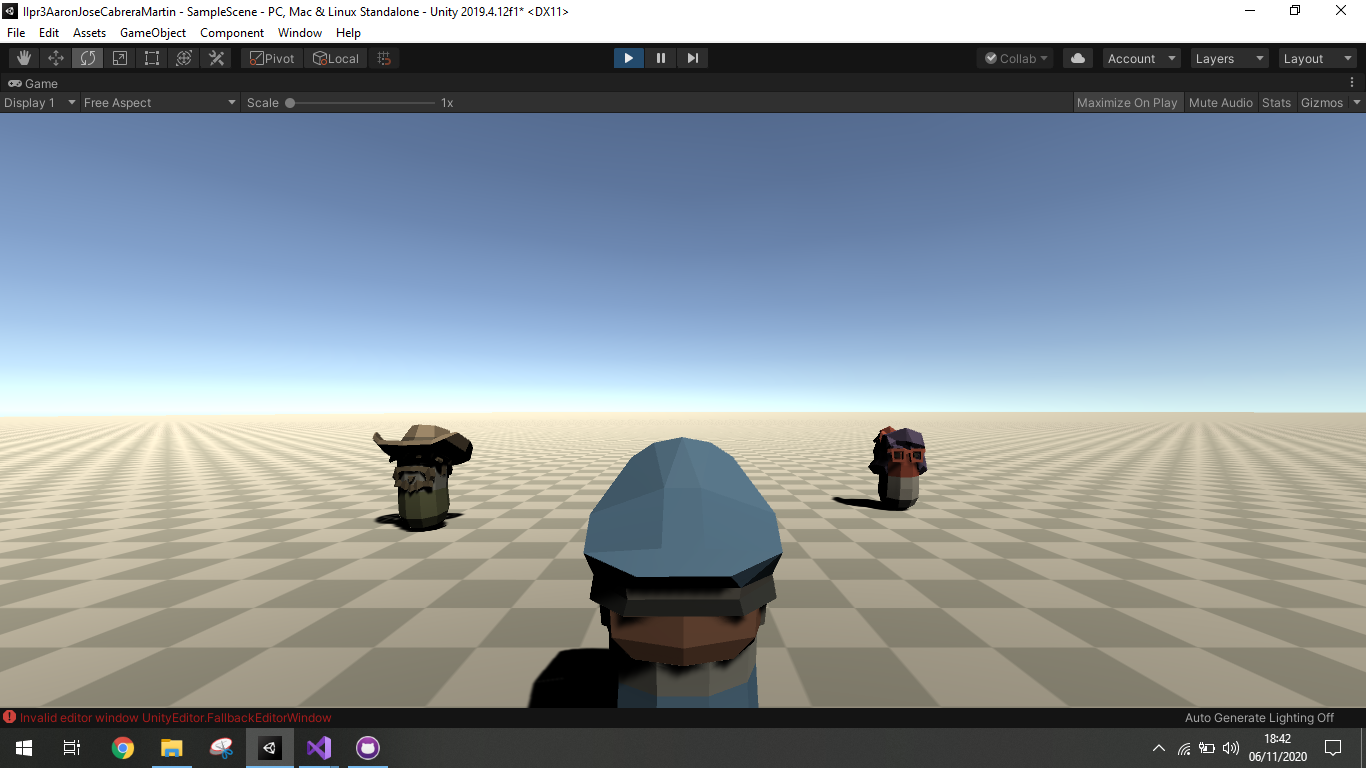 IIpr3AaronJoseCabreraMartin - SampleScene - PC, Mac & Linux Standalone - Unity 2019.4.12f1* <DX11>
File Edit Assets GameObject Component Window Help
Pivot Local Collab Account Layers Layout
Game
Display 1 Free Aspect Scale 1x Maximize On Play Mute Audio Stats Gizmos
Invalid editor window UnityEditor.FallbackEditorWindow Auto Generate Lighting Off
18:42
06/11/2020